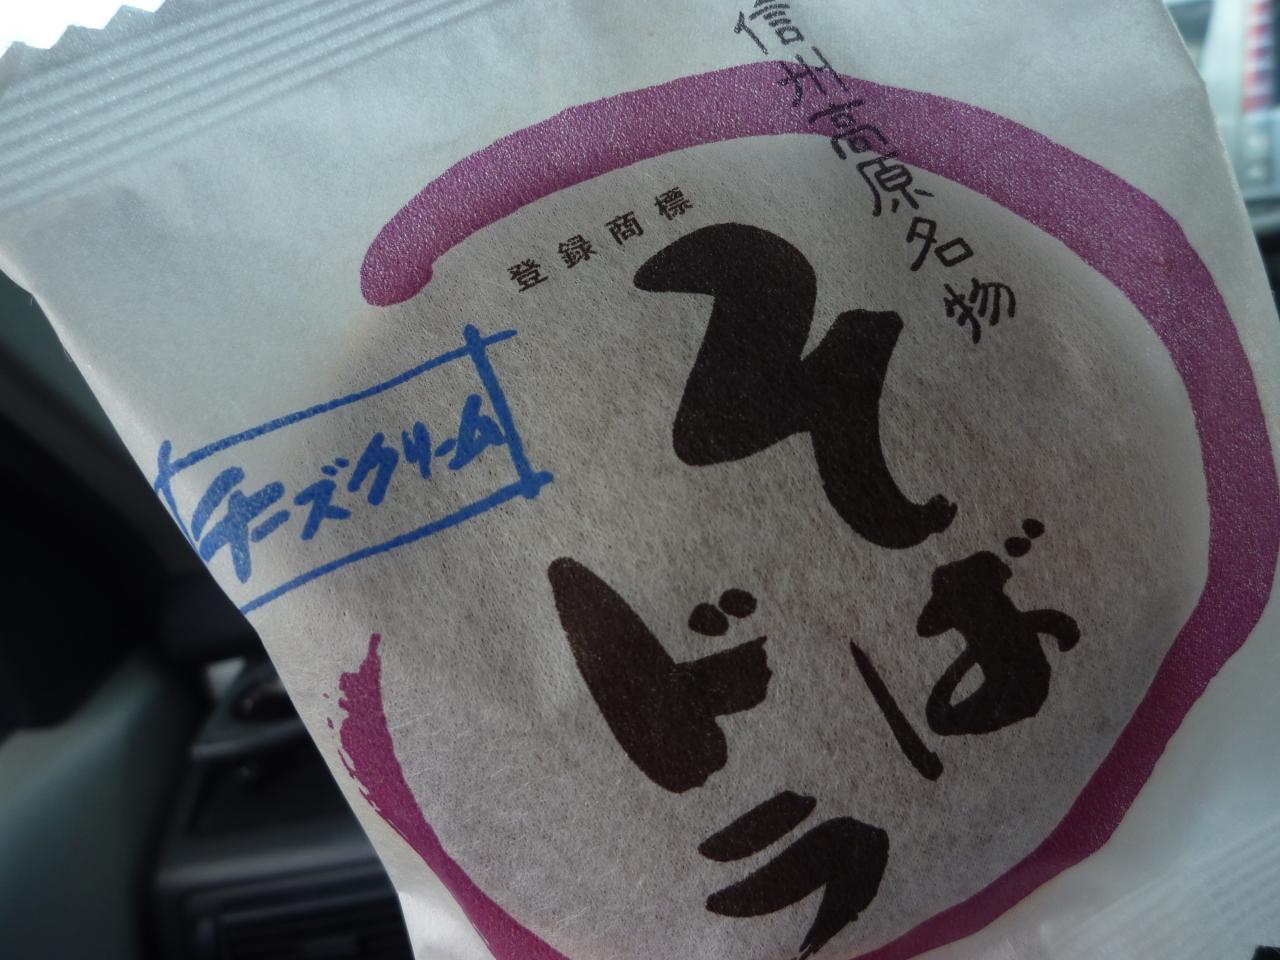 信州高原名物
登録商標
そば
ドラ
チーズクリーム